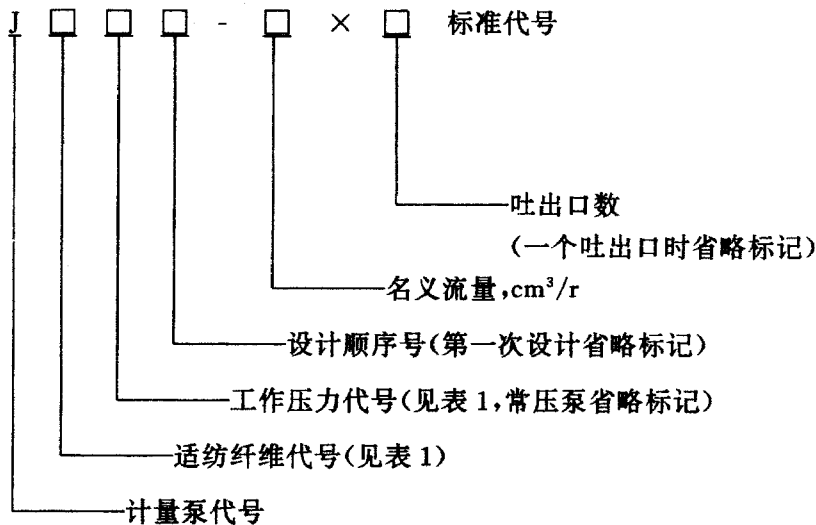 J □ □ □ - □ × □ 标准代号
吐出口数
(一个吐出口时省略标记)
名义流量,cm³/r
设计顺序号(第一次设计省略标记)
工作压力代号(见表1,常压泵省略标记)
适纺纤维代号(见表1)
计量泵代号